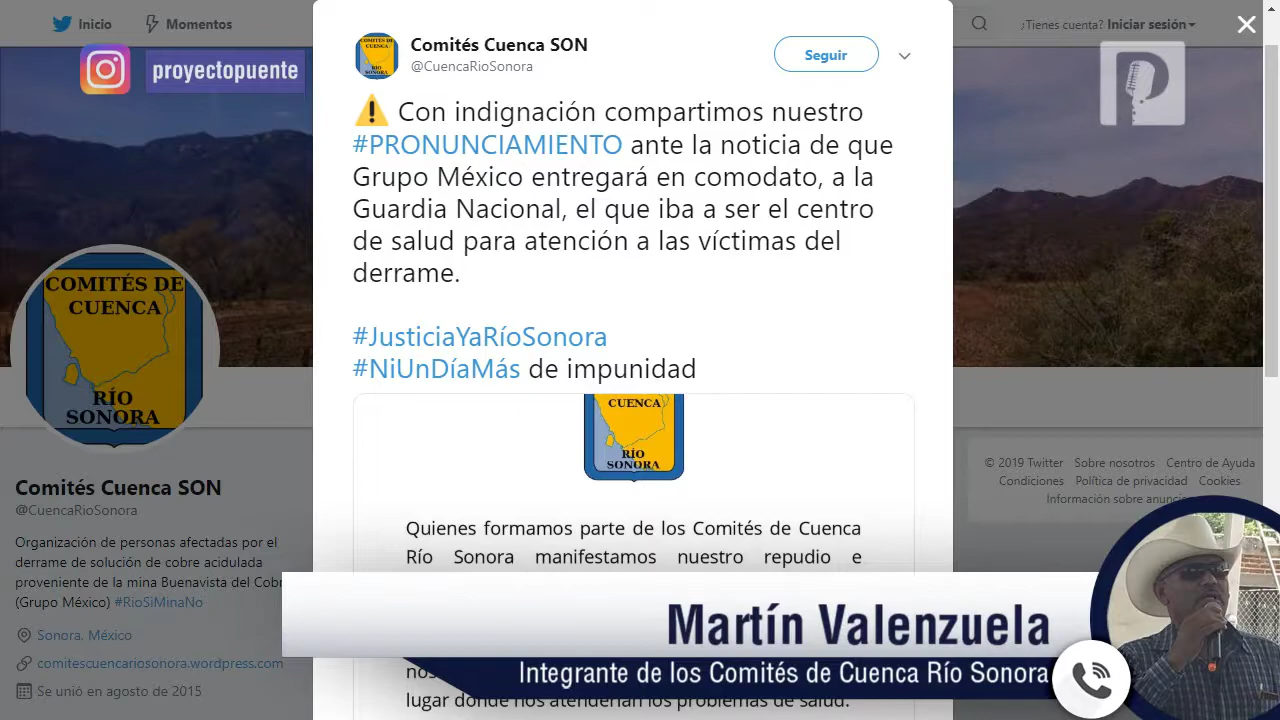 Inicio
Momentos
¿Tienes cuenta? Iniciar sesión
proyectopuente
Comités Cuenca SON
@CuencaRioSonora
Seguir
Con indignación compartimos nuestro
#PRONUNCIAMIENTO ante la noticia de que
Grupo México entregará en comodato, a la
Guardia Nacional, el que iba a ser el centro
de salud para atención a las víctimas del
derrame.
#JusticiaYaRíoSonora
#NiUnDíaMás de impunidad
CUENCA
RÍO
SONORA
Quienes formamos parte de los Comités de Cuenca
Río Sonora manifestamos nuestro repudio e
lugar donde nos atenderían los problemas de salud.
COMITÉS DE
CUENCA
RÍO
SONORA
Comités Cuenca SON
@CuencaRioSonora
Organización de personas afectadas por el
derrame de solución de cobre acidulada
proveniente de la mina Buenavista del Cobr
(Grupo México) #RioSiMinaNo
Sonora, México
comitescuencariosonora.wordpress.com
Se unió en agosto de 2015
© 2019 Twitter Sobre nosotros Centro de Ayuda
Condiciones Política de privacidad Cookies
Información sobre anuncios
Martín Valenzuela
Integrante de los Comités de Cuenca Río Sonora